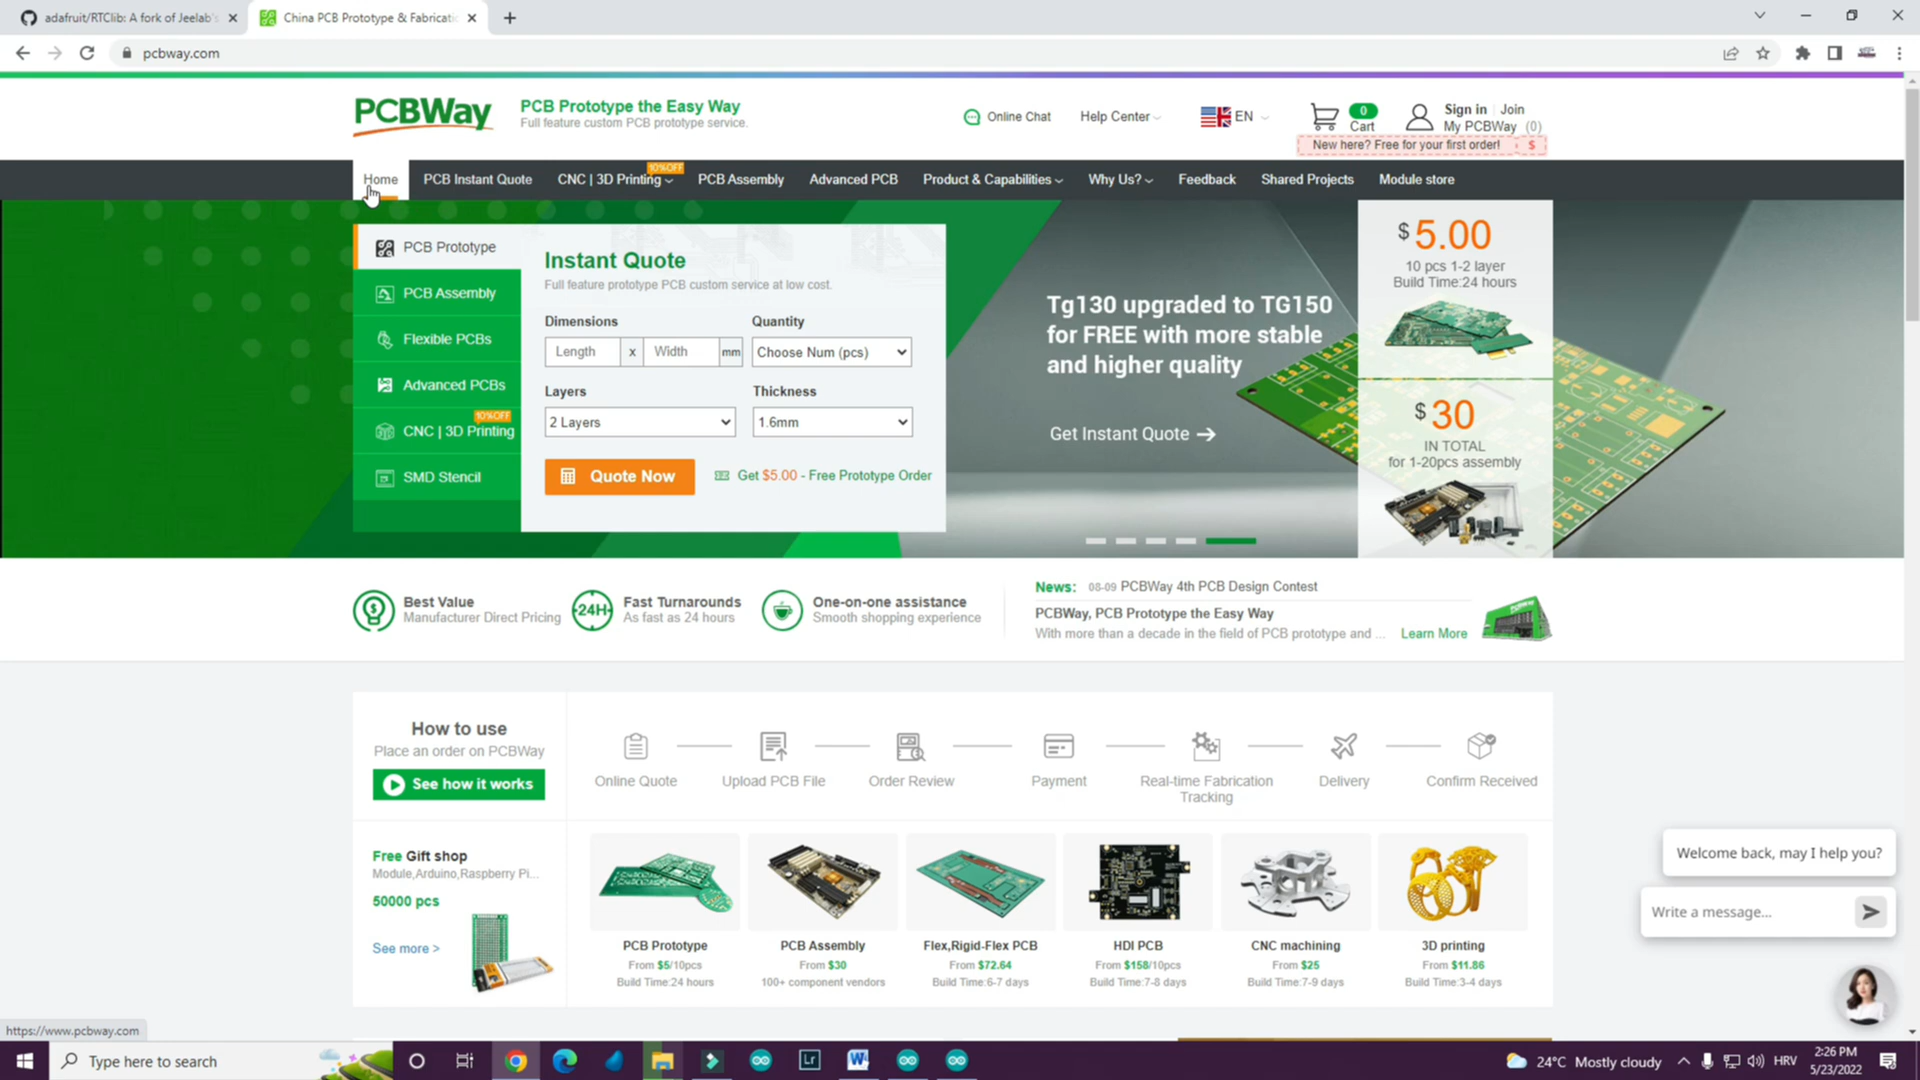 adafruit/RTClib: A fork of Jeelab's
China PCB Prototype & Fabricatic
pcbway.com
PCBWay
PCB Prototype the Easy Way
Full feature custom PCB prototype service.
Online Chat
Help Center
EN
0
Cart
Sign in
Join
My PCBWay (0)
New here? Free for your first order!
$
Home
PCB Instant Quote
CNC | 3D Printing
10%OFF
PCB Assembly
Advanced PCB
Product & Capabilities
Why Us?
Feedback
Shared Projects
Module store
PCB Prototype
PCB Assembly
Flexible PCBs
Advanced PCBs
10%OFF
CNC | 3D Printing
SMD Stencil
Instant Quote
Full feature prototype PCB custom service at low cost.
Dimensions
Quantity
Length x Width mm
Choose Num (pcs)
Layers
Thickness
2 Layers
1.6mm
Quote Now
Get $5.00 - Free Prototype Order
Tg130 upgraded to TG150
for FREE with more stable
and higher quality
Get Instant Quote
$ 5.00
10 pcs 1-2 layer
Build Time:24 hours
$ 30
IN TOTAL
for 1-20pcs assembly
Best Value
Manufacturer Direct Pricing
24H
Fast Turnarounds
As fast as 24 hours
One-on-one assistance
Smooth shopping experience
News: 08-09 PCBWay 4th PCB Design Contest
PCBWay, PCB Prototype the Easy Way
With more than a decade in the field of PCB prototype and ... Learn More
PCBWay
How to use
Place an order on PCBWay
See how it works
Online Quote
Upload PCB File
Order Review
Payment
Real-time Fabrication
Tracking
Delivery
Confirm Received
Free Gift shop
Module,Arduino,Raspberry Pi...
50000 pcs
See more >
PCB Prototype
From $5/10pcs
Build Time:24 hours
PCB Assembly
From $30
100+ component vendors
Flex,Rigid-Flex PCB
From $72.64
Build Time:6-7 days
HDI PCB
From $158/10pcs
Build Time:7-8 days
CNC machining
From $25
Build Time:7-9 days
3D printing
From $11.86
Build Time:3-4 days
Welcome back, may I help you?
Write a message...
https://www.pcbway.com
Type here to search
Lr
W
24°C Mostly cloudy
HRV
2:26 PM
5/23/2022